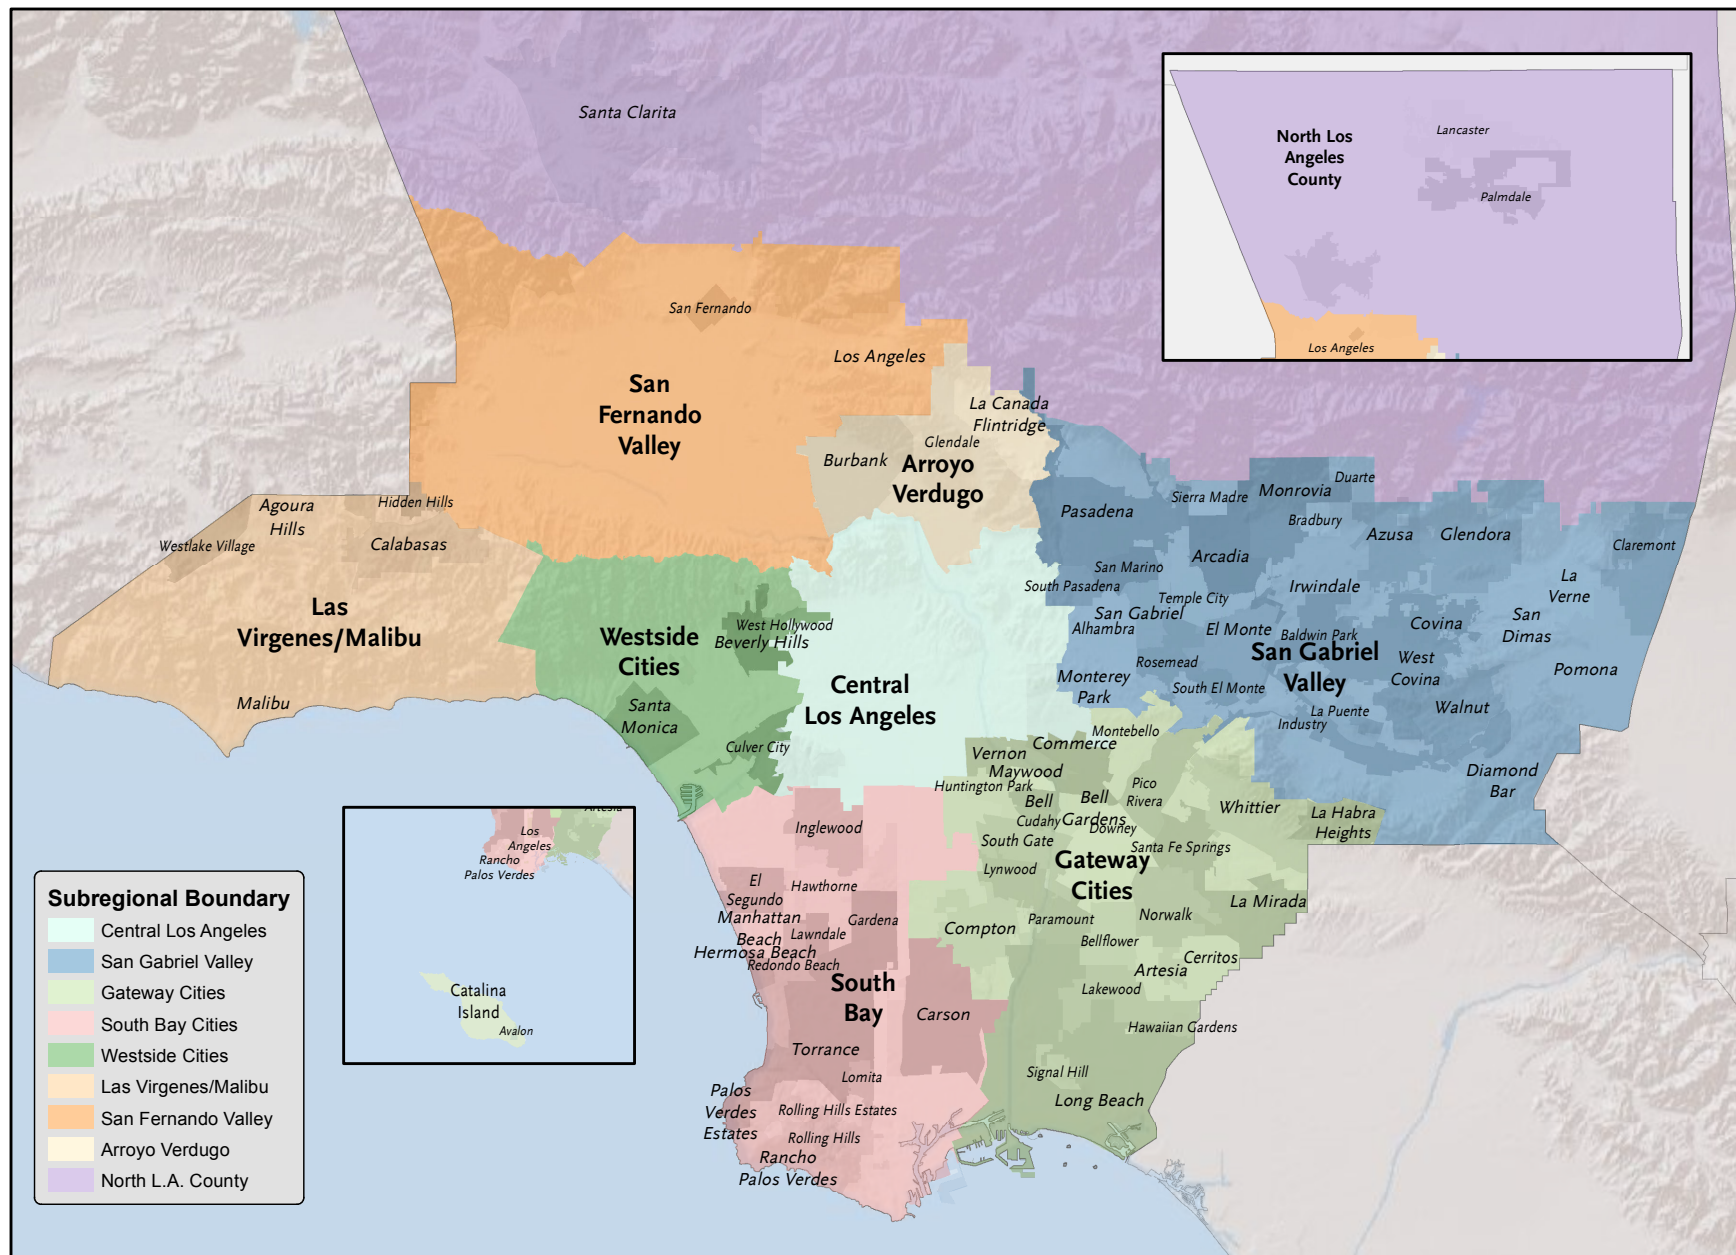 Santa Clarita
North Los
Angeles
County
Lancaster
Palmdale
Los Angeles
San Fernando
Los Angeles
San
Fernando
Valley
La Canada
Flintridge
Glendale
Burbank
Arroyo
Verdugo
Agoura
Hills
Hidden Hills
Westlake Village
Calabasas
Las
Virgenes/Malibu
Malibu
Westside
Cities
West Hollywood
Beverly Hills
Santa
Monica
Culver City
Central
Los Angeles
Pasadena
Sierra Madre
Monrovia
Duarte
Bradbury
Azusa
Glendora
Claremont
Arcadia
San Marino
South Pasadena
Irwindale
La
Verne
Temple City
San Gabriel
Alhambra
San
Dimas
El Monte
Baldwin Park
Covina
San Gabriel
Valley
Rosemead
West
Covina
Pomona
Monterey
Park
South El Monte
La Puente
Industry
Walnut
Diamond
Bar
Montebello
Commerce
Vernon
Maywood
Huntington Park
Bell
Bell
Gardens
Pico
Rivera
Whittier
La Habra
Heights
Cudahy
Downey
South Gate
Santa Fe Springs
Gateway
Cities
Lynwood
La Mirada
Paramount
Norwalk
Compton
Bellflower
Cerritos
Artesia
Lakewood
Hawaiian Gardens
Signal Hill
Long Beach
Inglewood
El
Segundo
Hawthorne
Manhattan
Beach
Gardena
Lawndale
Hermosa Beach
Redondo Beach
South
Bay
Carson
Torrance
Lomita
Palos
Verdes
Estates
Rolling Hills Estates
Rolling Hills
Rancho
Palos Verdes
Artesia
Los
Angeles
Rancho
Palos Verdes
Catalina
Island
Avalon
Subregional Boundary
Central Los Angeles
San Gabriel Valley
Gateway Cities
South Bay Cities
Westside Cities
Las Virgenes/Malibu
San Fernando Valley
Arroyo Verdugo
North L.A. County